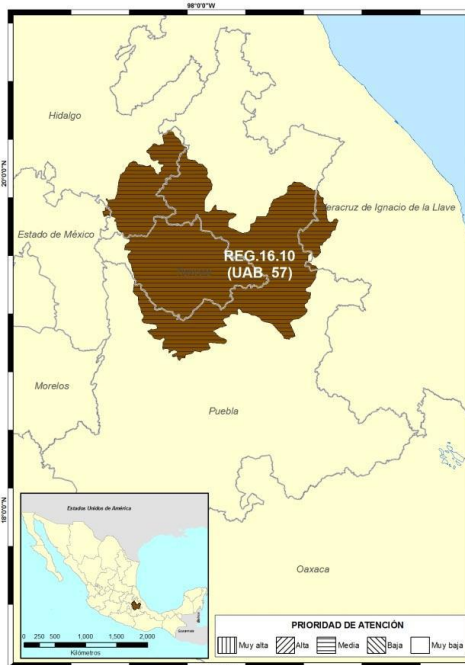 98°0'0"W
Hidalgo
20°0'0"N
Veracruz de Ignacio de la Llave
Estado de México
REG.16.10
(UAB. 57)
Morelos
Puebla
18°0'0"N
Estados Unidos de América
Oaxaca
Guatemala
0 250 500 1,000 1,500 2,000
Kilómetros
PRIORIDAD DE ATENCIÓN
Muy alta Alta Media Baja Muy baja